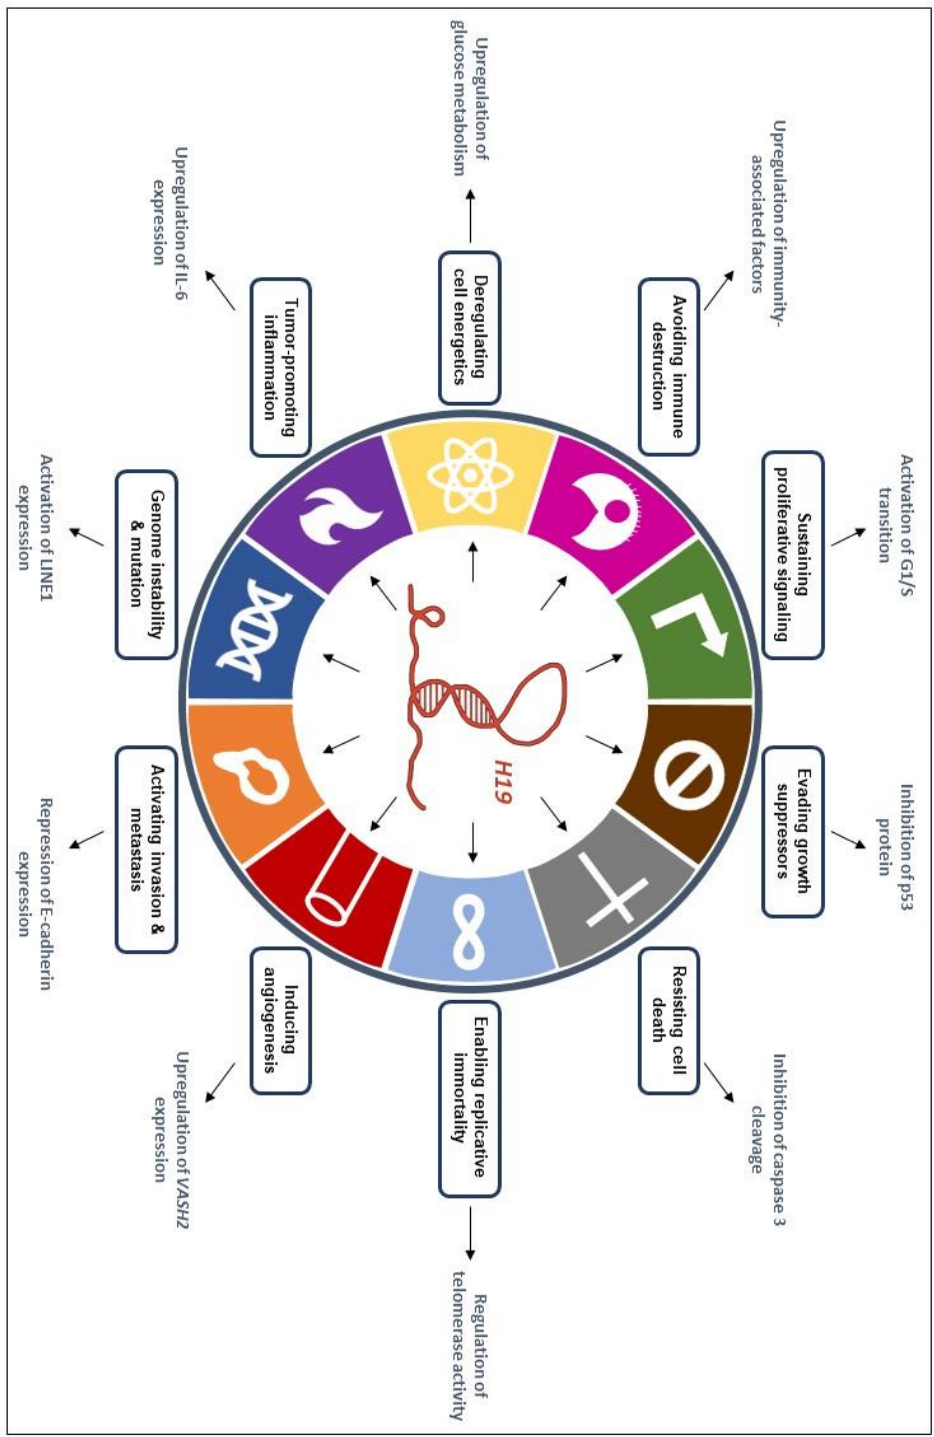 Activation of G1/S
transition
Inhibition of p53
protein
Sustaining
proliferative signaling
Evading growth
suppressors
Upregulation of immunity-
associated factors
Avoiding immune
destruction
Resisting cell
death
Inhibition of caspase 3
cleavage
Upregulation of
glucose metabolism
Deregulating
cell energetics
H19
Enabling replicative
immortality
Regulation of
telomerase activity
Upregulation of IL-6
expression
Tumor-promoting
inflammation
Inducing
angiogenesis
Upregulation of VASH2
expression
Genome instability
& mutation
Activating invasion &
metastasis
Activation of LINE1
expression
Repression of E-cadherin
expression